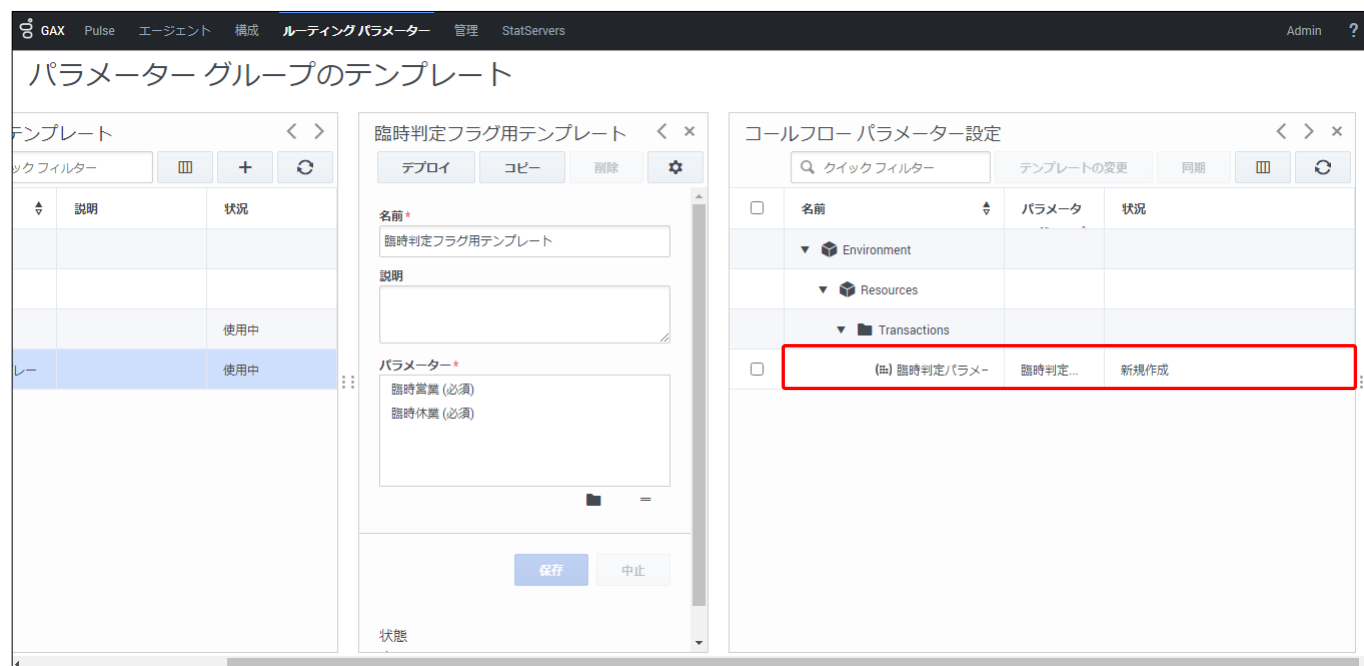 GAX Pulse エージェント 構成 ルーティング パラメーター 管理 StatServers Admin ?
パラメーター グループのテンプレート
テンプレート
臨時判定フラグ用テンプレート
コールフロー パラメーター設定
ックフィルター
デプロイ コピー 削除
クイック フィルター テンプレートの変更 同期
説明 状況
名前*
名前 パラメータ 状況
臨時判定フラグ用テンプレート
Environment
説明
Resources
使用中
Transactions
レー 使用中
パラメーター*
臨時判定パラメー 臨時判定... 新規作成
臨時営業 (必須)
臨時休業 (必須)
保存 中止
状態